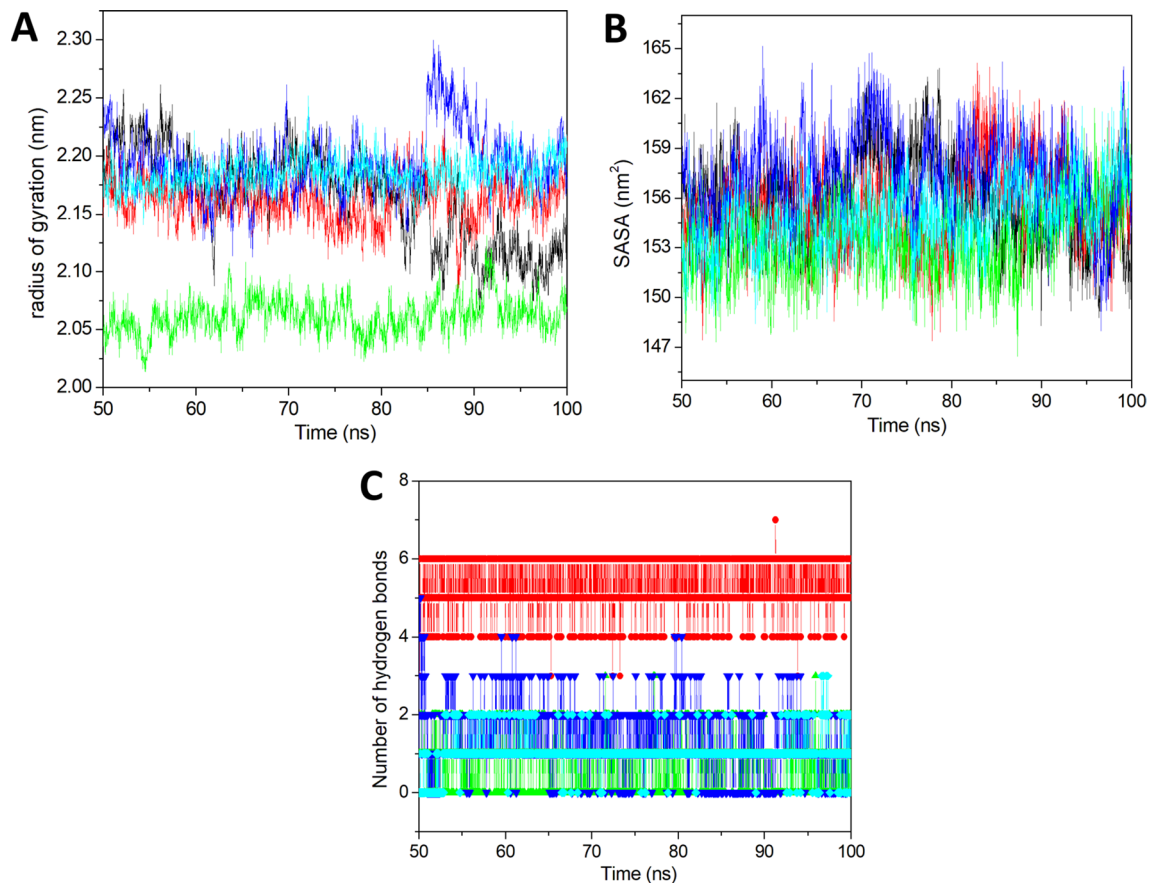 A
radius of gyration (nm)
2.30
2.25
2.20
2.15
2.10
2.05
2.00
50 60 70 80 90 100
Time (ns)
B
SASA (nm²)
165
162
159
156
153
150
147
50 60 70 80 90 100
Time (ns)
C
Number of hydrogen bonds
8
6
4
2
0
50 60 70 80 90 100
Time (ns)